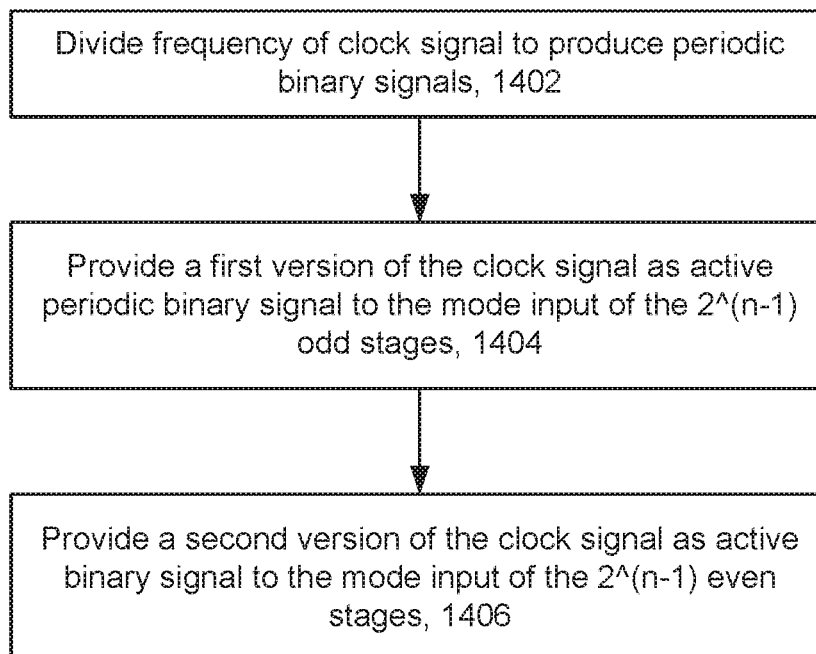 Divide frequency of clock signal to produce periodic
binary signals, 1402
Provide a first version of the clock signal as active
periodic binary signal to the mode input of the 2^(n-1)
odd stages, 1404
Provide a second version of the clock signal as active
binary signal to the mode input of the 2^(n-1) even
stages, 1406